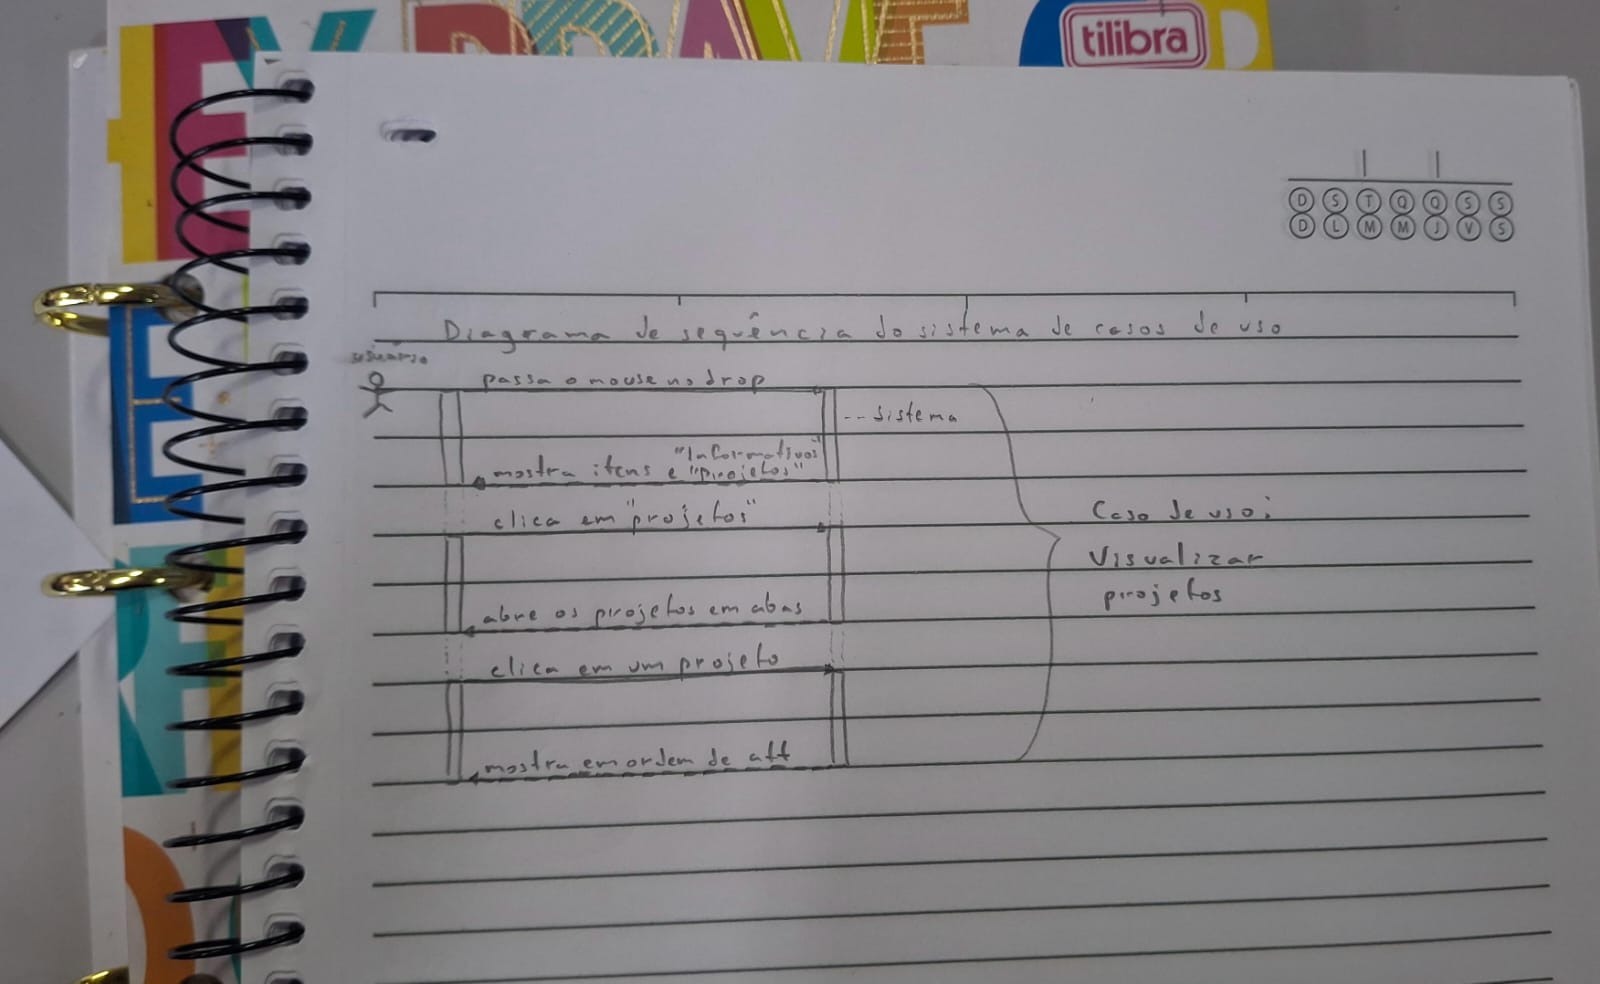 tilibra
D S T Q Q S S
D L M M J V S
Diagrama de sequência do sistema de casos de uso
usuário
passa o mouse no drop
-- sistema
"Informativos"
mostra itens e "projetos"
clica em "projetos"
Caso de uso:
Visualizar
projetos
abre os projetos em abas
clica em um projeto
mostra em ordem de att